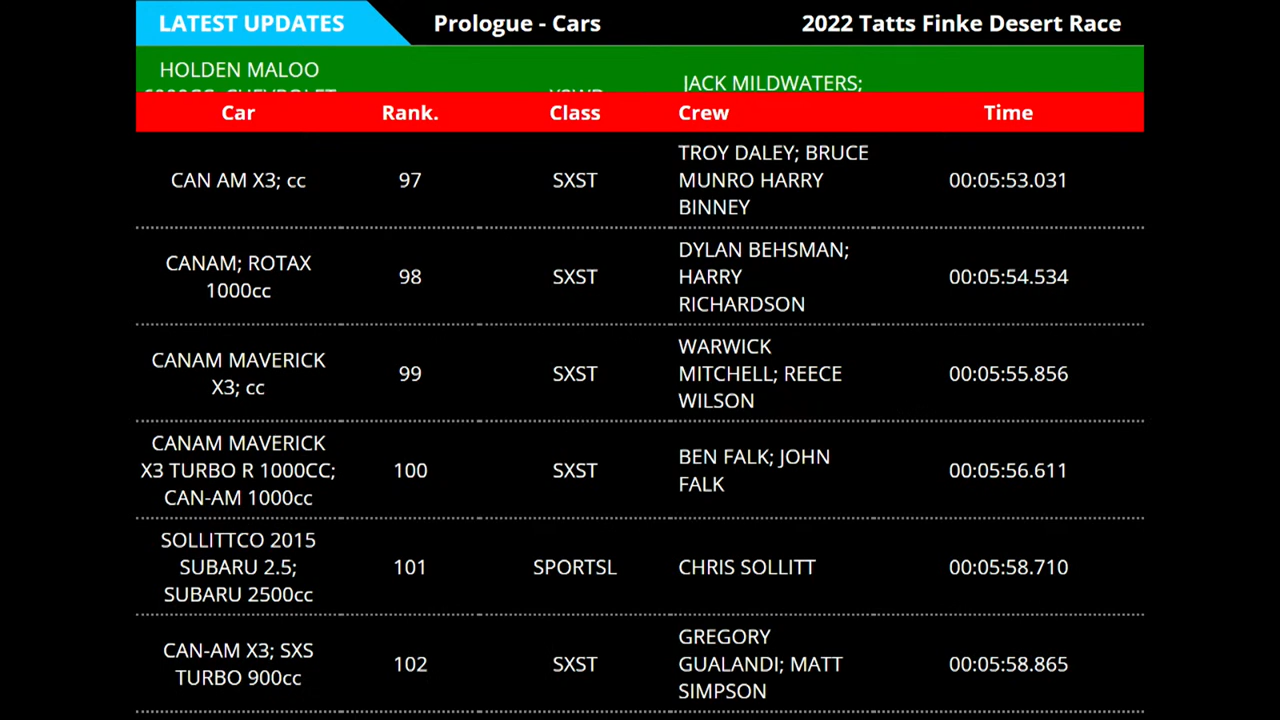 LATEST UPDATES
Prologue - Cars
2022 Tatts Finke Desert Race
HOLDEN MALOO
JACK MILDWATERS;
Car Rank. Class Crew Time
CAN AM X3; cc
97
SXST
TROY DALEY; BRUCE
MUNRO HARRY
BINNEY
00:05:53.031
CANAM; ROTAX
1000cc
98
SXST
DYLAN BEHSMAN;
HARRY
RICHARDSON
00:05:54.534
CANAM MAVERICK
X3; cc
99
SXST
WARWICK
MITCHELL; REECE
WILSON
00:05:55.856
CANAM MAVERICK
X3 TURBO R 1000CC;
CAN-AM 1000cc
100
SXST
BEN FALK; JOHN
FALK
00:05:56.611
SOLLITTCO 2015
SUBARU 2.5;
SUBARU 2500cc
101
SPORTSL
CHRIS SOLLITT
00:05:58.710
CAN-AM X3; SXS
TURBO 900cc
102
SXST
GREGORY
GUALANDI; MATT
SIMPSON
00:05:58.865